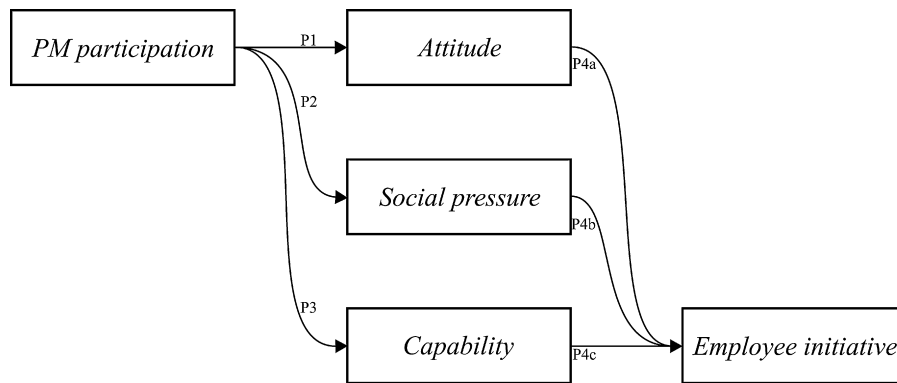 PM participation
P1
Attitude
P4a
P2
Social pressure
P4b
P3
Capability
P4c
Employee initiative